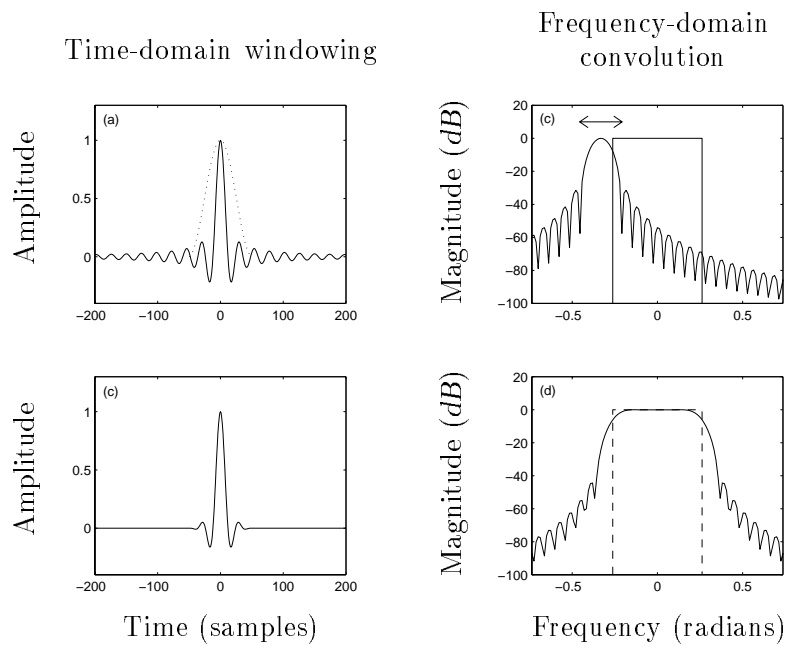 Time-domain windowing
Frequency-domain
convolution
Amplitude
(a)
1
0.5
0
−200
−100
0
100
200
Magnitude (dB)
(c)
20
0
−20
−40
−60
−80
−100
−0.5
0
0.5
Amplitude
(c)
1
0.5
0
−200
−100
0
100
200
Time (samples)
Magnitude (dB)
(d)
20
0
−20
−40
−60
−80
−100
−0.5
0
0.5
Frequency (radians)